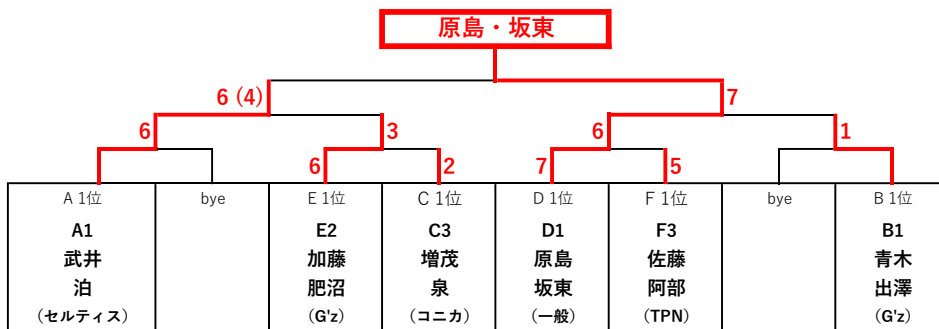 原島・坂東
6 (4)
7
6
3
6
1
6
2
7
5
A 1位
bye
E 1位
C 1位
D 1位
F 1位
bye
B 1位
A1
E2
C3
D1
F3
B1
武井
加藤
増茂
原島
佐藤
青木
泊
肥沼
泉
坂東
阿部
出澤
(セルティス)
(G'z)
(コニカ)
(一般)
(TPN)
(G'z)